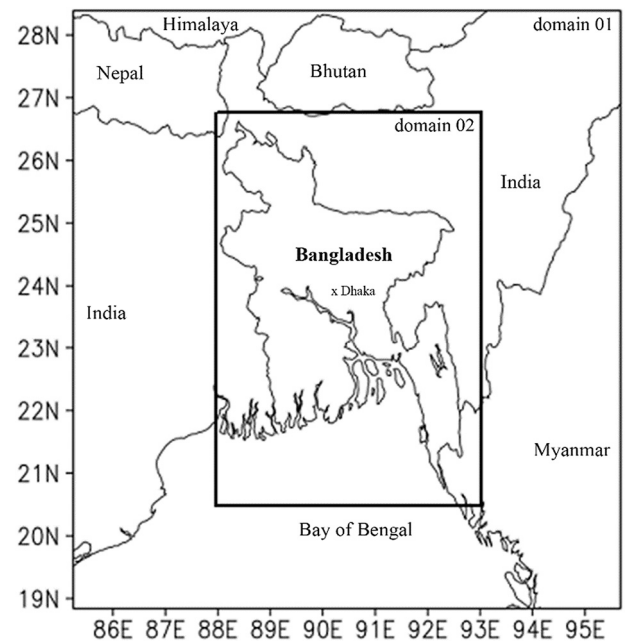 28N
27N
26N
25N
24N
23N
22N
21N
20N
19N
Himalaya
domain 01
Nepal
Bhutan
domain 02
India
Bangladesh
x Dhaka
India
Myanmar
Bay of Bengal
86E 87E 88E 89E 90E 91E 92E 93E 94E 95E